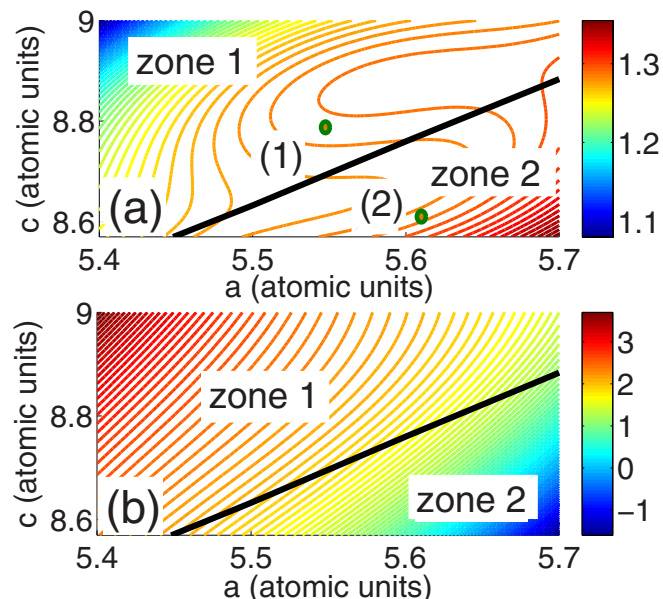 9
8.8
8.6
c (atomic units)
zone 1
(1)
(a)
zone 2
(2)
5.4
5.5
5.6
5.7
a (atomic units)
1.3
1.2
1.1
9
8.8
8.6
c (atomic units)
zone 1
(b)
zone 2
5.4
5.5
5.6
5.7
a (atomic units)
3
2
1
0
−1